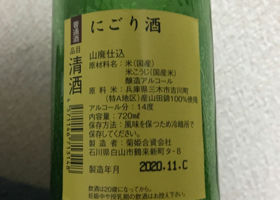 普通酒
品目
清酒
にごり酒
山廃仕込
原材料名：米(国産)
米こうじ(国産米)
醸造アルコール
原料米：兵庫県三木市吉川町
(特A地区)産山田錦100%
アルコール分：14度
内容量：720ml
保存方法：風味を保つため冷暗所で
保存してください。
製造者：菊姫合資会社
石川県白山市鶴来新町タ-8
製造年月 2020.11.C
飲酒は20歳になってから。